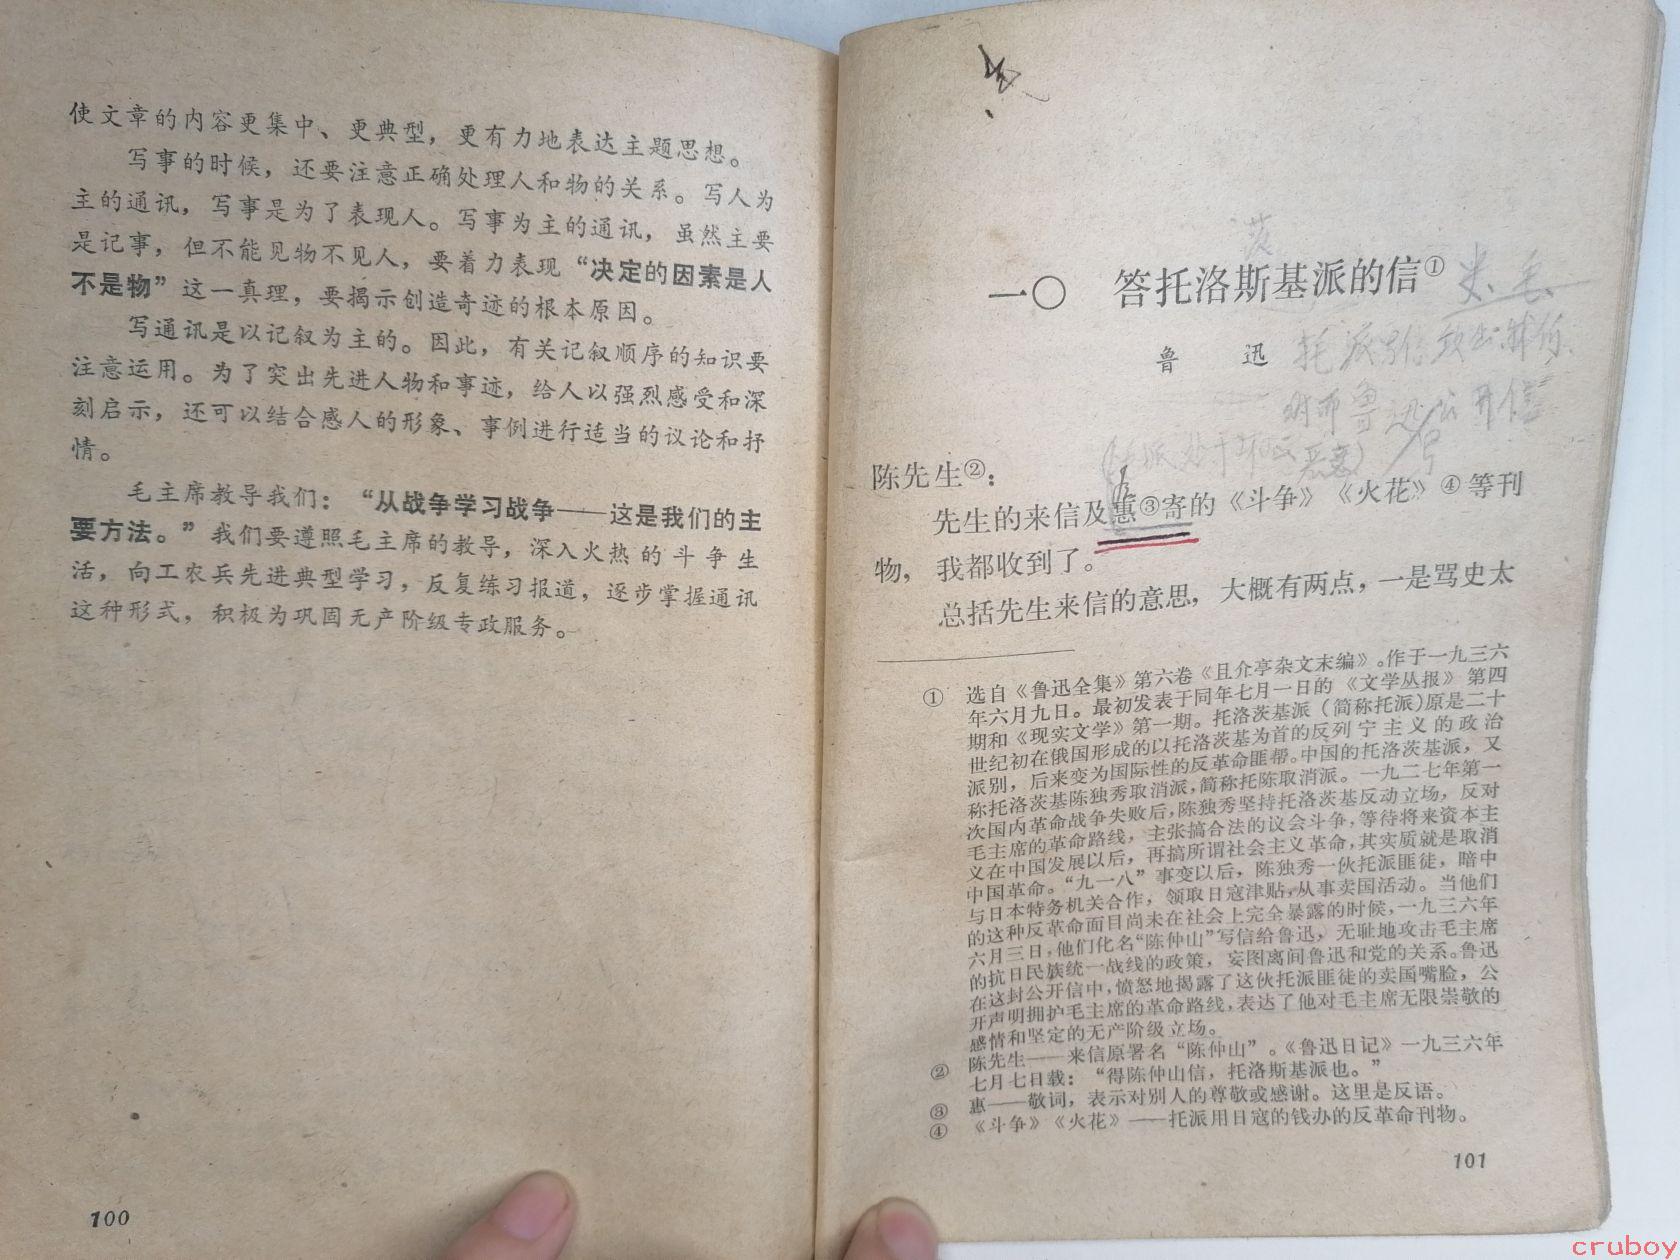 使文章的内容更集中、更典型，更有力地表达主题思想。
写事的时候，还要注意正确处理人和物的关系。写人为
主的通讯，写事是为了表现人。写事为主的通讯，虽然主要
是记事，但不能见物不见人，要着力表现“决定的因素是人
不是物”这一真理，要揭示创造奇迹的根本原因。
写通讯是以记叙为主的。因此，有关记叙顺序的知识要
注意运用。为了突出先进人物和事迹，给人以强烈感受和深
刻启示，还可以结合感人的形象、事例进行适当的议论和抒
情。
毛主席教导我们：“从战争学习战争——这是我们的主
要方法。”我们要遵照毛主席的教导，深入火热的斗争生
活，向工农兵先进典型学习，反复练习报道，逐步掌握通讯
这种形式，积极为巩固无产阶级专政服务。
100
一〇 答托洛斯基派的信①
鲁 迅
鲁迅公开信
陈先生②：
先生的来信及惠③寄的《斗争》《火花》④等刊
物，我都收到了。
总括先生来信的意思，大概有两点，一是骂史太
① 选自《鲁迅全集》第六卷《且介亭杂文末编》。作于一九三六
年六月九日。最初发表于同年七月一日的《文学丛报》第四
期和《现实文学》第一期。托洛茨基派（简称托派）原是二十
世纪初在俄国形成的以托洛茨基为首的反列宁主义的政治
派别，后来变为国际性的反革命匪帮。中国的托洛茨基派，又
称托洛茨基陈独秀取消派，简称托陈取消派。一九二七年第一
次国内革命战争失败后，陈独秀坚持托洛茨基反动立场，反对
毛主席的革命路线，主张搞合法的议会斗争，等待将来资本主
义在中国发展以后，再搞所谓社会主义革命，其实质就是取消
中国革命。“九一八”事变以后，陈独秀一伙托派匪徒，暗中
与日本特务机关合作，领取日寇津贴，从事卖国活动。当他们
的这种反革命面目尚未在社会上完全暴露的时候，一九三六年
六月三日，他们化名“陈仲山”写信给鲁迅，无耻地攻击毛主席
的抗日民族统一战线的政策，妄图离间鲁迅和党的关系。鲁迅
在这封公开信中，愤怒地揭露了这伙托派匪徒的卖国嘴脸，公
开声明拥护毛主席的革命路线，表达了他对毛主席无限崇敬的
感情和坚定的无产阶级立场。
② 陈先生——来信原署名“陈仲山”。《鲁迅日记》一九三六年
七月七日载：“得陈仲山信，托洛斯基派也。”
③ 惠——敬词，表示对别人的尊敬或感谢。这里是反语。
④ 《斗争》《火花》——托派用日寇的钱办的反革命刊物。
101
cruboy